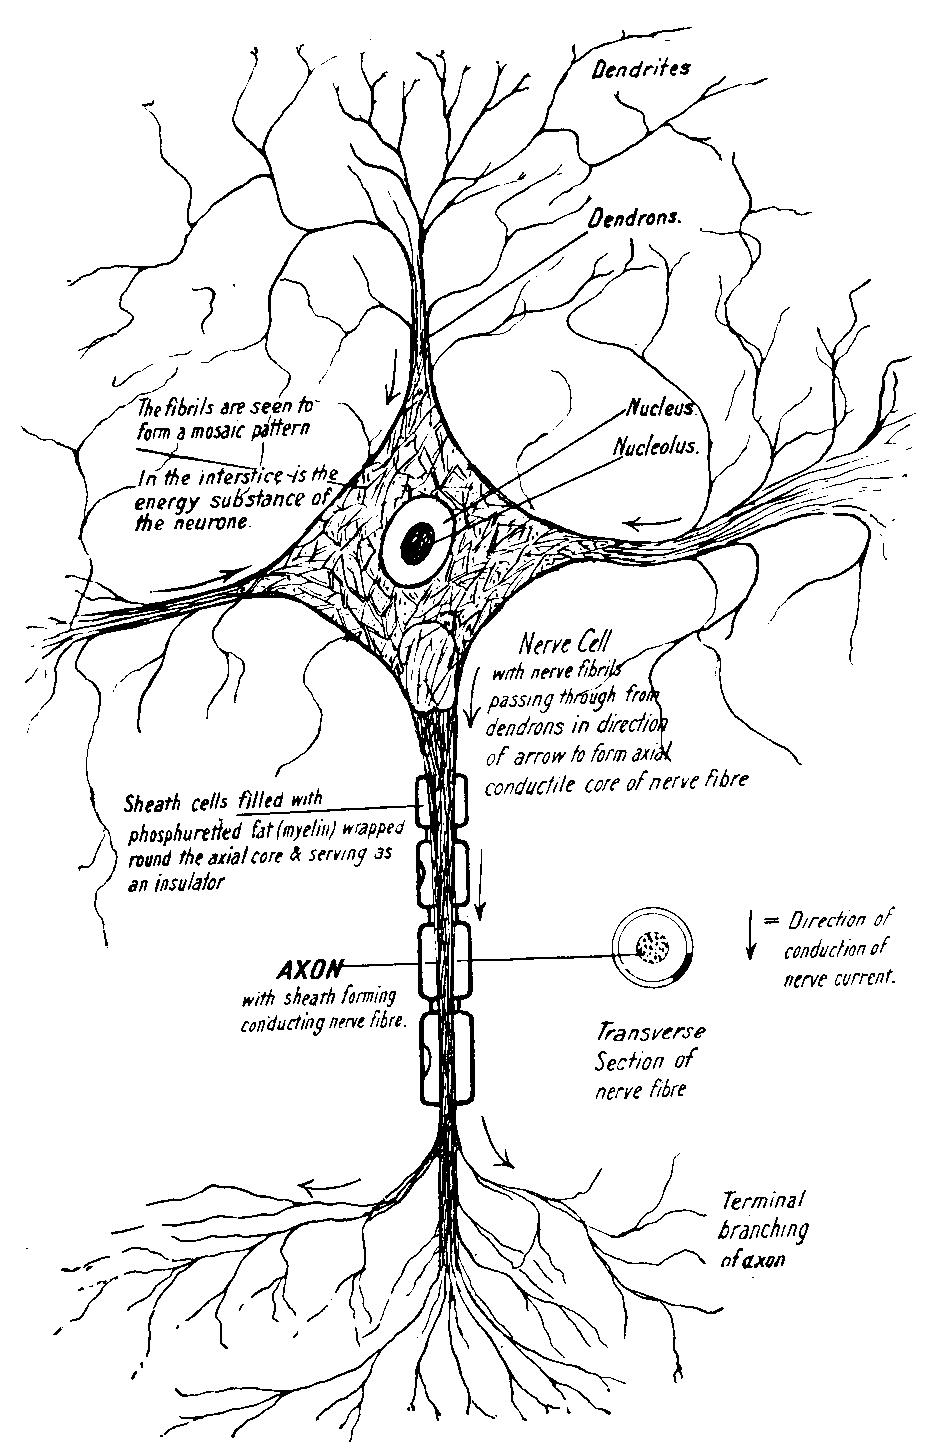 Dendrites
Dendrons.
The fibrils are seen to
form a mosaic pattern
In the interstice is the
energy substance of
the neurone.
Nucleus
Nucleolus.
Nerve Cell
with nerve fibrils
passing through from
dendrons in direction
of arrow to form axial
conductile core of nerve fibre
Sheath cells filled with
phosphuretted fat (myelin) wrapped
round the axial core & serving as
an insulator
AXON
with sheath forming
conducting nerve fibre.
= Direction of
conduction of
nerve current.
Transverse
Section of
nerve fibre
Terminal
branching
of axon